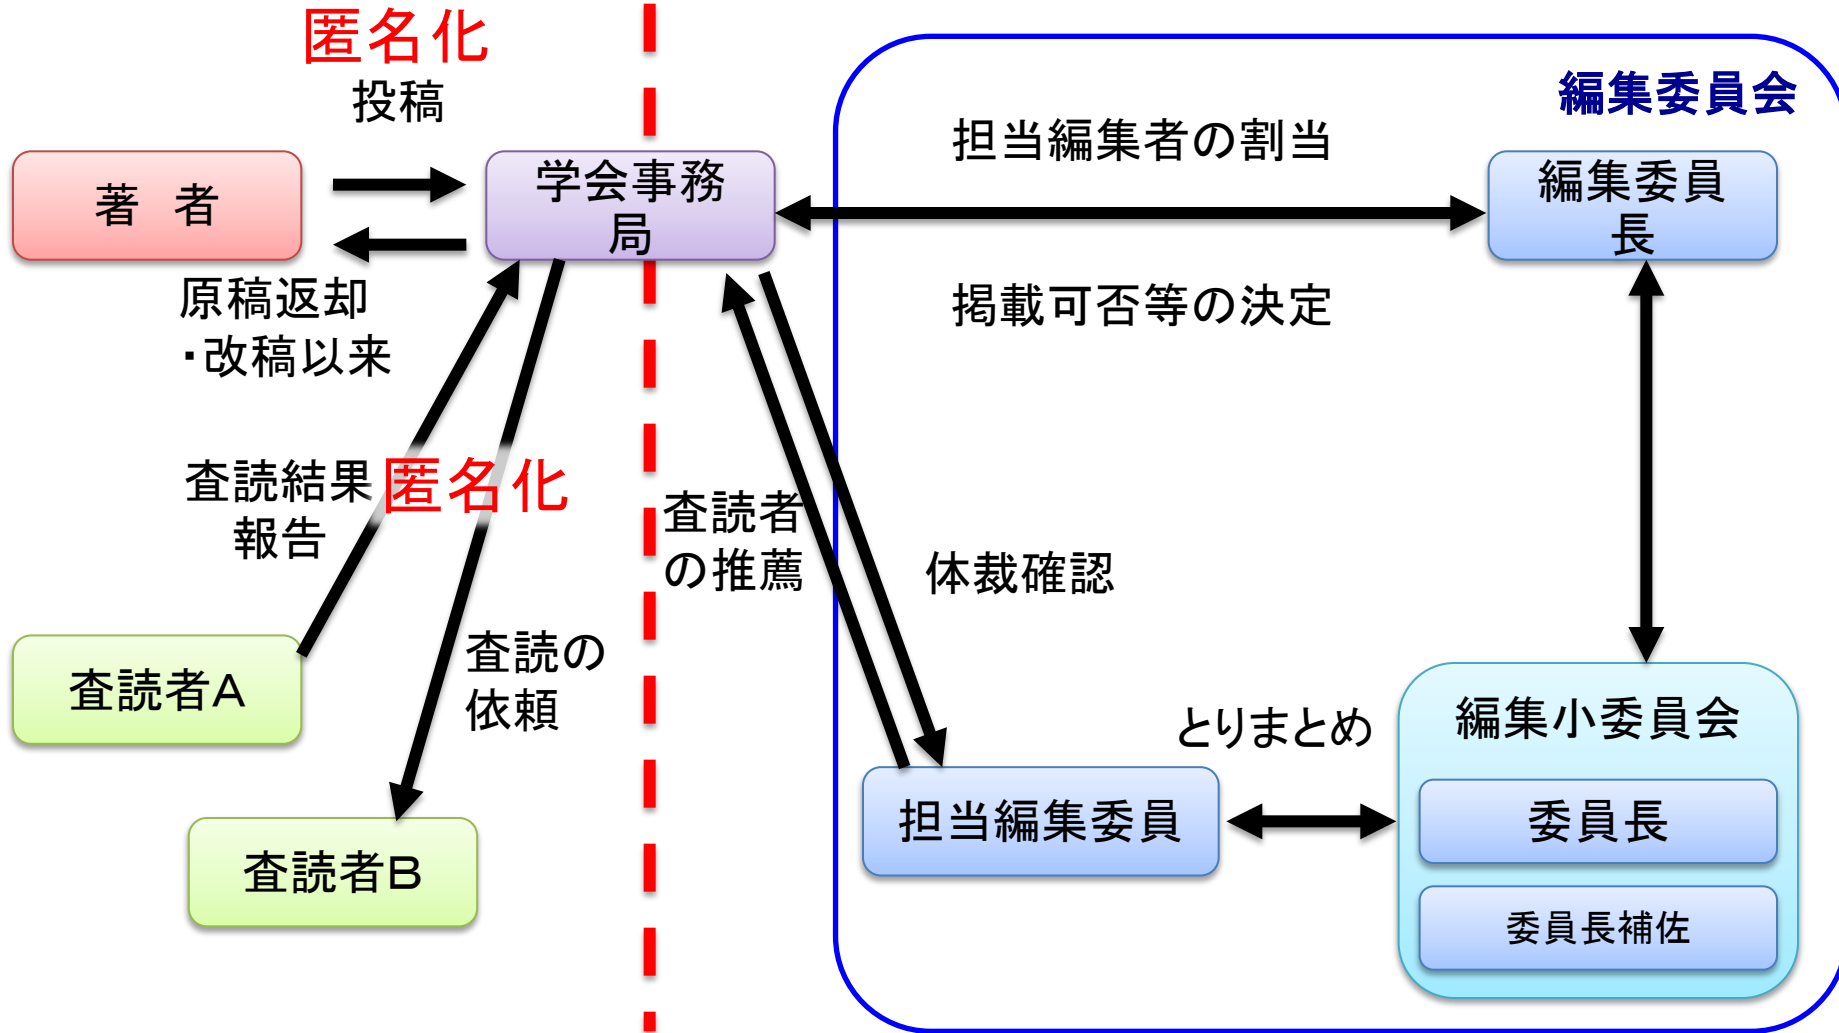 匿名化
投稿
編集委員会
担当編集者の割当
著　者
学会事務
局
編集委員
長
原稿返却
・改稿以来
掲載可否等の決定
査読結果
報告
匿名化
査読者
の推薦
体裁確認
査読の
依頼
査読者A
とりまとめ
編集小委員会
担当編集委員
委員長
査読者B
委員長補佐